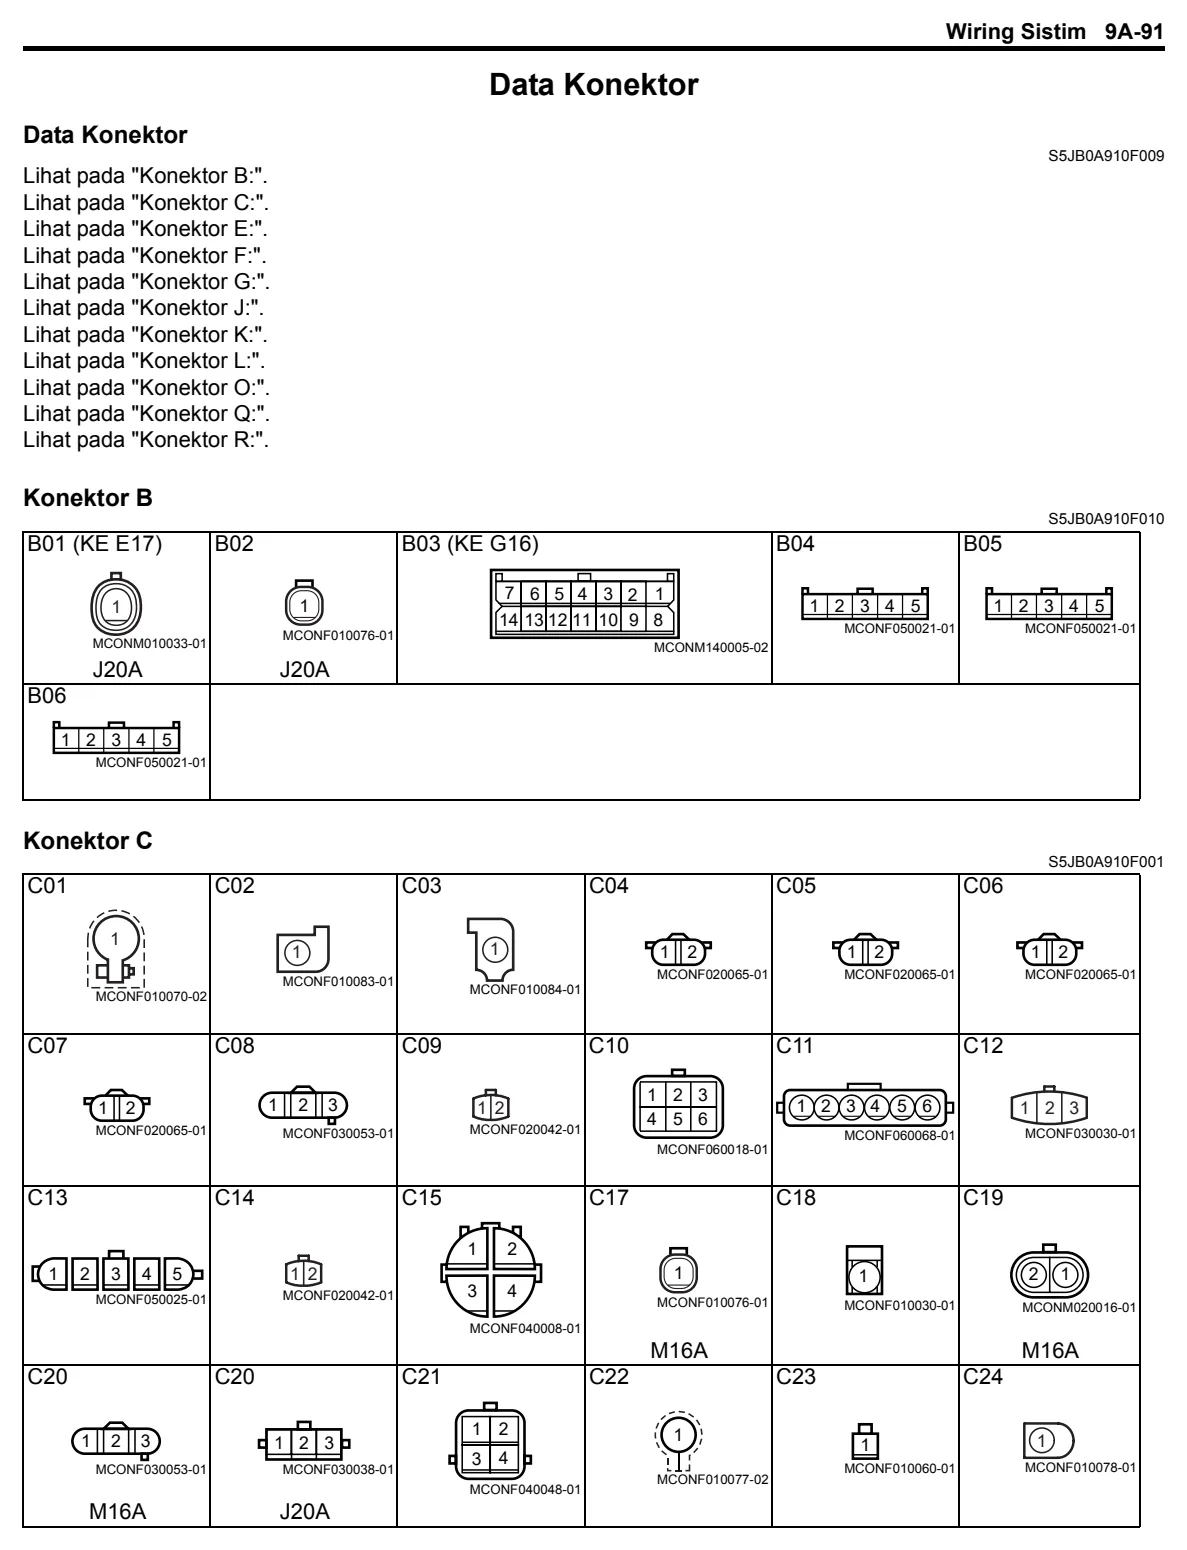 Wiring Sistim 9A-91
Data Konektor
Data Konektor
S5JB0A910F009
Lihat pada "Konektor B:".
Lihat pada "Konektor C:".
Lihat pada "Konektor E:".
Lihat pada "Konektor F:".
Lihat pada "Konektor G:".
Lihat pada "Konektor J:".
Lihat pada "Konektor K:".
Lihat pada "Konektor L:".
Lihat pada "Konektor O:".
Lihat pada "Konektor Q:".
Lihat pada "Konektor R:".
Konektor B
S5JB0A910F010
B01 (KE E17)
1
MCONM010033-01
J20A
B02
1
MCONF010076-01
J20A
B03 (KE G16)
7 6 5 4 3 2 1
14 13 12 11 10 9 8
MCONM140005-02
B04
1 2 3 4 5
MCONF050021-01
B05
1 2 3 4 5
MCONF050021-01
B06
1 2 3 4 5
MCONF050021-01
Konektor C
S5JB0A910F001
C01
1
MCONF010070-02
C02
1
MCONF010083-01
C03
1
MCONF010084-01
C04
1 2
MCONF020065-01
C05
1 2
MCONF020065-01
C06
1 2
MCONF020065-01
C07
1 2
MCONF020065-01
C08
1 2 3
MCONF030053-01
C09
1 2
MCONF020042-01
C10
1 2 3
4 5 6
MCONF060018-01
C11
1 2 3 4 5 6
MCONF060068-01
C12
1 2 3
MCONF030030-01
C13
1 2 3 4 5
MCONF050025-01
C14
1 2
MCONF020042-01
C15
1 2
3 4
MCONF040008-01
C17
1
MCONF010076-01
M16A
C18
1
MCONF010030-01
C19
2 1
MCONM020016-01
M16A
C20
1 2 3
MCONF030053-01
M16A
C20
1 2 3
MCONF030038-01
J20A
C21
1 2
3 4
MCONF040048-01
C22
1
MCONF010077-02
C23
1
MCONF010060-01
C24
1
MCONF010078-01